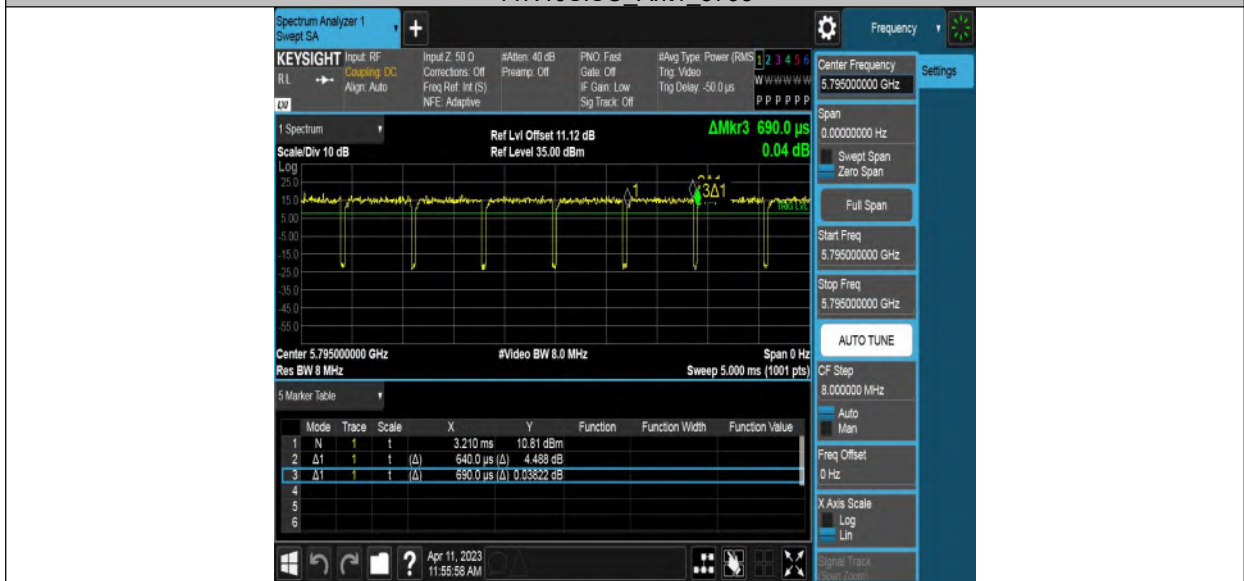 Spectrum Analyzer 1
Swept SA
+
Frequency
KEYSIGHT
RL
LXI
Input: RF
Coupling: DC
Align: Auto
Input Z: 50 Ω
Corrections: Off
Freq Ref: Int (S)
NFE: Adaptive
#Atten: 40 dB
Preamp: Off
PNO: Fast
Gate: Off
IF Gain: Low
Sig Track: Off
#Avg Type: Power (RMS
Trig: Video
Trig Delay: -50.0 µs
1 2 3 4 5 6
W W W W W W
P P P P P P
Center Frequency
5.795000000 GHz
Settings
Span
0.00000000 Hz
Swept Span
Zero Span
Full Span
Start Freq
5.795000000 GHz
Stop Freq
5.795000000 GHz
AUTO TUNE
CF Step
8.000000 MHz
Auto
Man
Freq Offset
0 Hz
X Axis Scale
Log
Lin
Signal Track
(Span Zoom)
1 Spectrum
Scale/Div 10 dB
Ref Lvl Offset 11.12 dB
Ref Level 35.00 dBm
ΔMkr3 690.0 µs
0.04 dB
Log
25.0
15.0
5.00
-5.00
-15.0
-25.0
-35.0
-45.0
-55.0
1
3Δ1
TRIG LVL
Center 5.795000000 GHz
Res BW 8 MHz
#Video BW 8.0 MHz
Span 0 Hz
Sweep 5.000 ms (1001 pts)
5 Marker Table
Mode Trace Scale X Y Function Function Width Function Value
1 N 1 t 3.210 ms 10.81 dBm
2 Δ1 1 t (Δ) 640.0 µs (Δ) 4.488 dB
3 Δ1 1 t (Δ) 690.0 µs (Δ) 0.03822 dB
4
5
6
?
Apr 11, 2023
11:55:58 AM